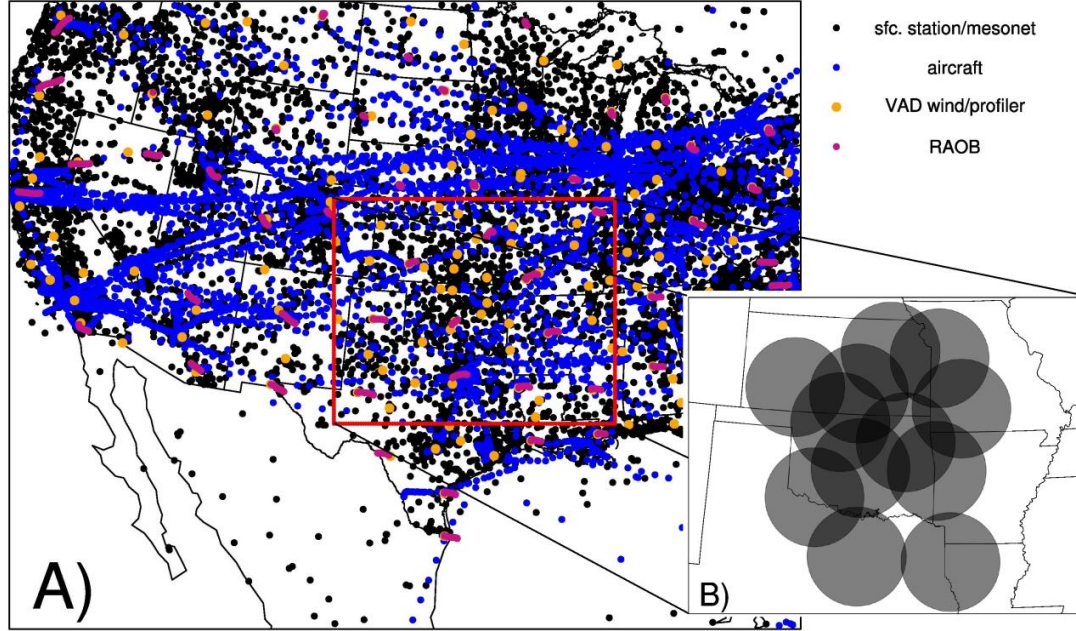 sfc. station/mesonet
aircraft
VAD wind/profiler
RAOB
A)
B)